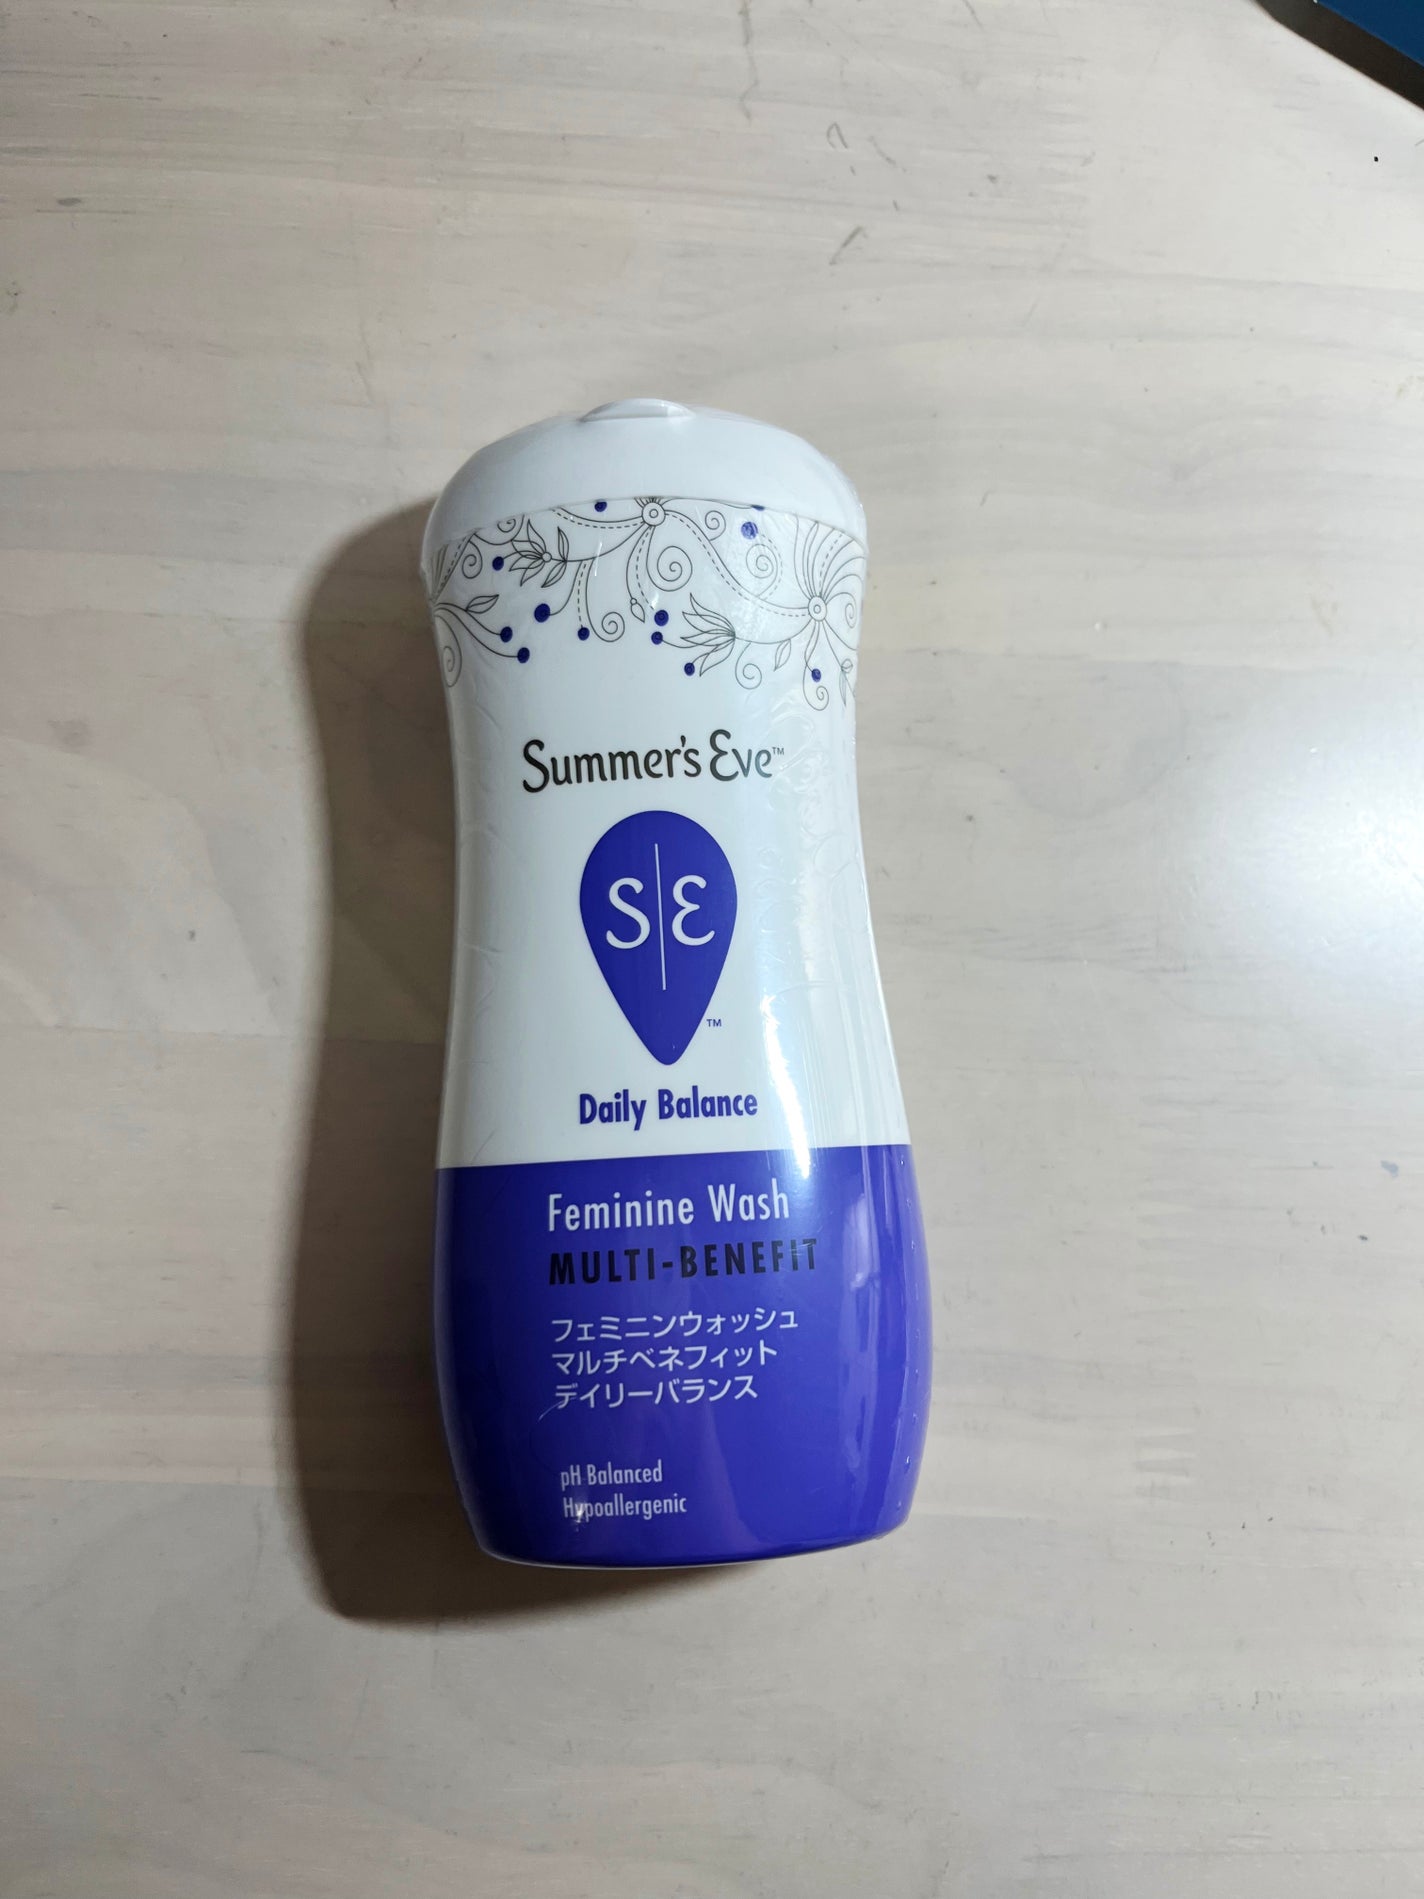 Summer's Eve™
S|E
™
Daily Balance
Feminine Wash
MULTI-BENEFIT
フェミニンウォッシュ
マルチベネフィット
デイリーバランス
pH Balanced
Hypoallergenic